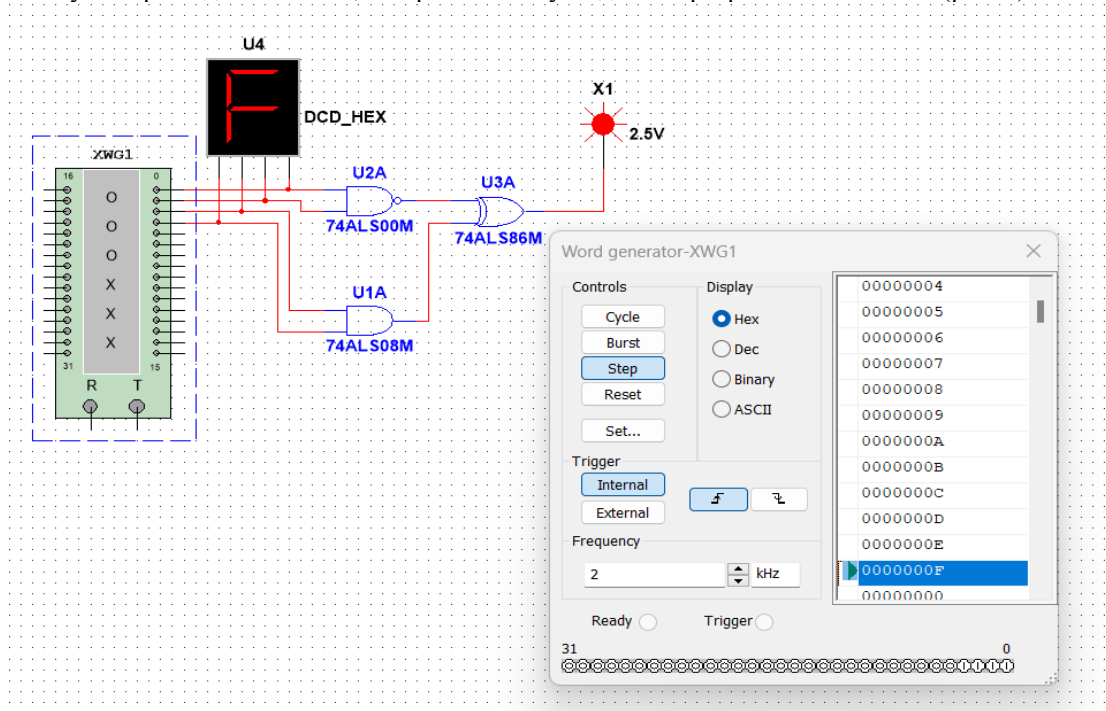 U4
X1
DCD_HEX
2.5V
XWG1
U2A
16
0
U3A
O
O
74ALS00M
74ALS86M
O
X
U1A
X
74ALS08M
X
31
15
R T
Word generator-XWG1
Controls
Display
Cycle
Burst
Step
Reset
Set...
Hex
Dec
Binary
ASCII
Trigger
Internal
External
Frequency
2
kHz
Ready
Trigger
31
0
00000004
00000005
00000006
00000007
00000008
00000009
0000000A
0000000B
0000000C
0000000D
0000000E
0000000F
00000000